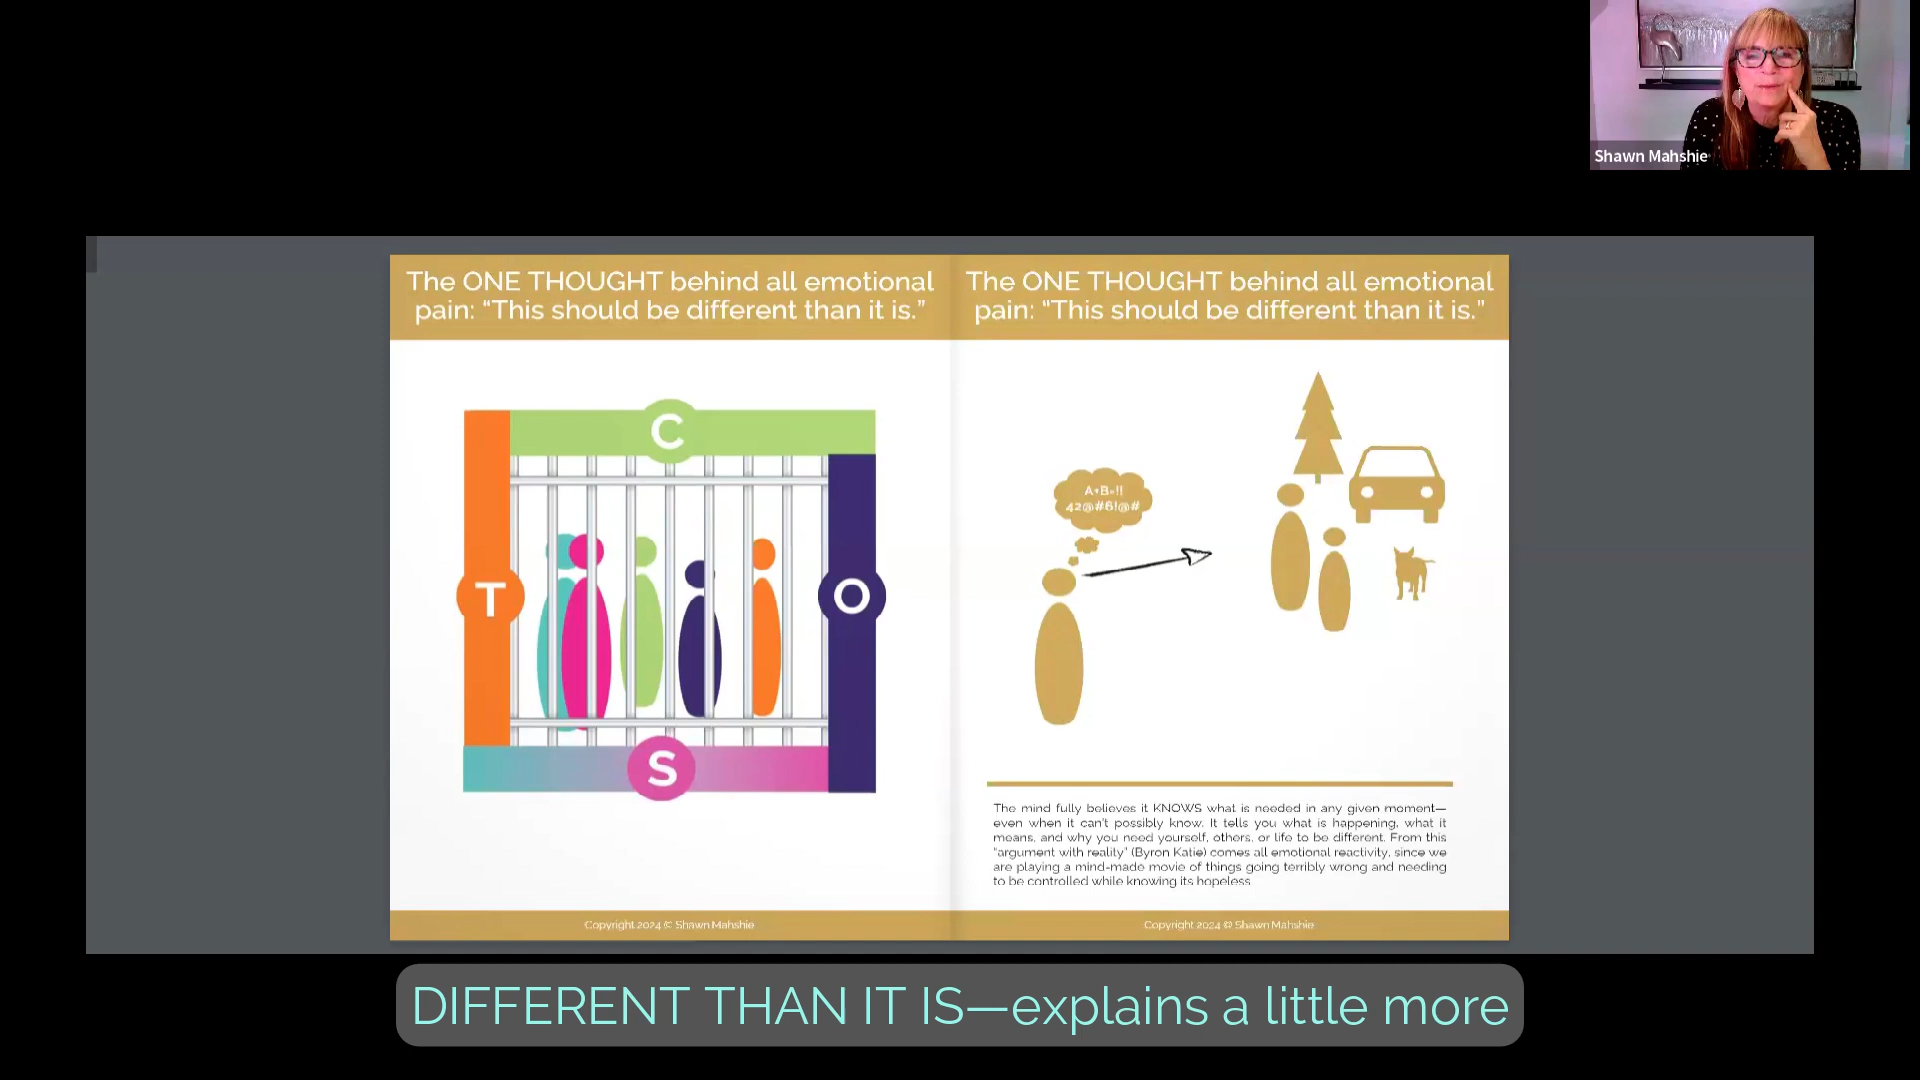 Shawn Mahshie
The ONE THOUGHT behind all emotional
pain: “This should be different than it is.”
C
T
O
S
Copyright 2024 © Shawn Mahshie
The ONE THOUGHT behind all emotional
pain: “This should be different than it is.”
A+B=!!
42@#6!@#
The mind fully believes it KNOWS what is needed in any given moment—
even when it can't possibly know. It tells you what is happening, what it
means, and why you need yourself, others, or life to be different. From this
“argument with reality” (Byron Katie) comes all emotional reactivity, since we
are playing a mind-made movie of things going terribly wrong and needing
to be controlled while knowing its hopeless.
Copyright 2024 © Shawn Mahshie
DIFFERENT THAN IT IS—explains a little more